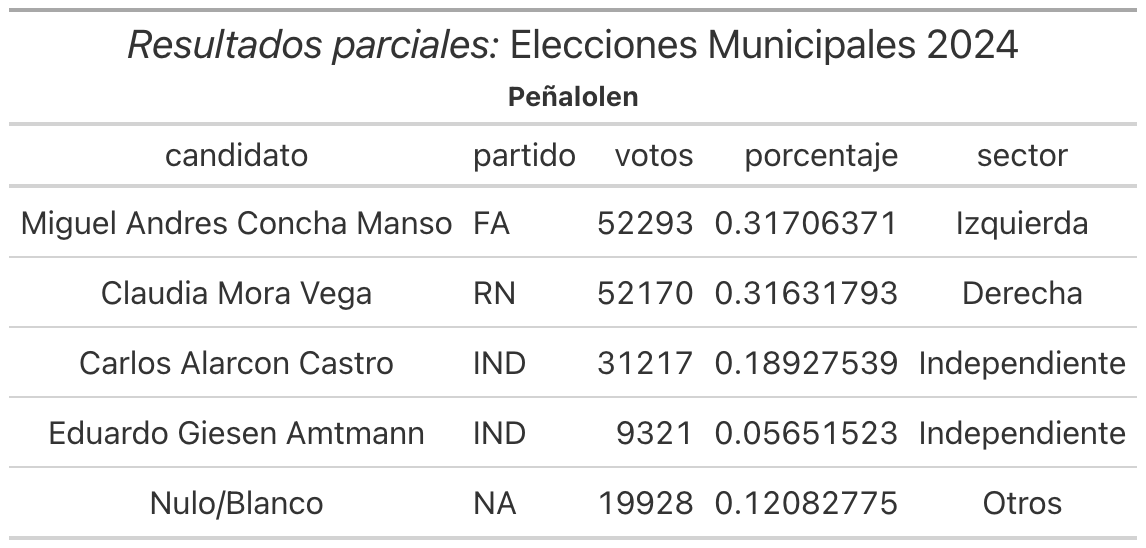 Resultados parciales: Elecciones Municipales 2024
Peñalolen
candidato partido votos porcentaje sector
Miguel Andres Concha Manso FA 52293 0.31706371 Izquierda
Claudia Mora Vega RN 52170 0.31631793 Derecha
Carlos Alarcon Castro IND 31217 0.18927539 Independiente
Eduardo Giesen Amtmann IND 9321 0.05651523 Independiente
Nulo/Blanco NA 19928 0.12082775 Otros